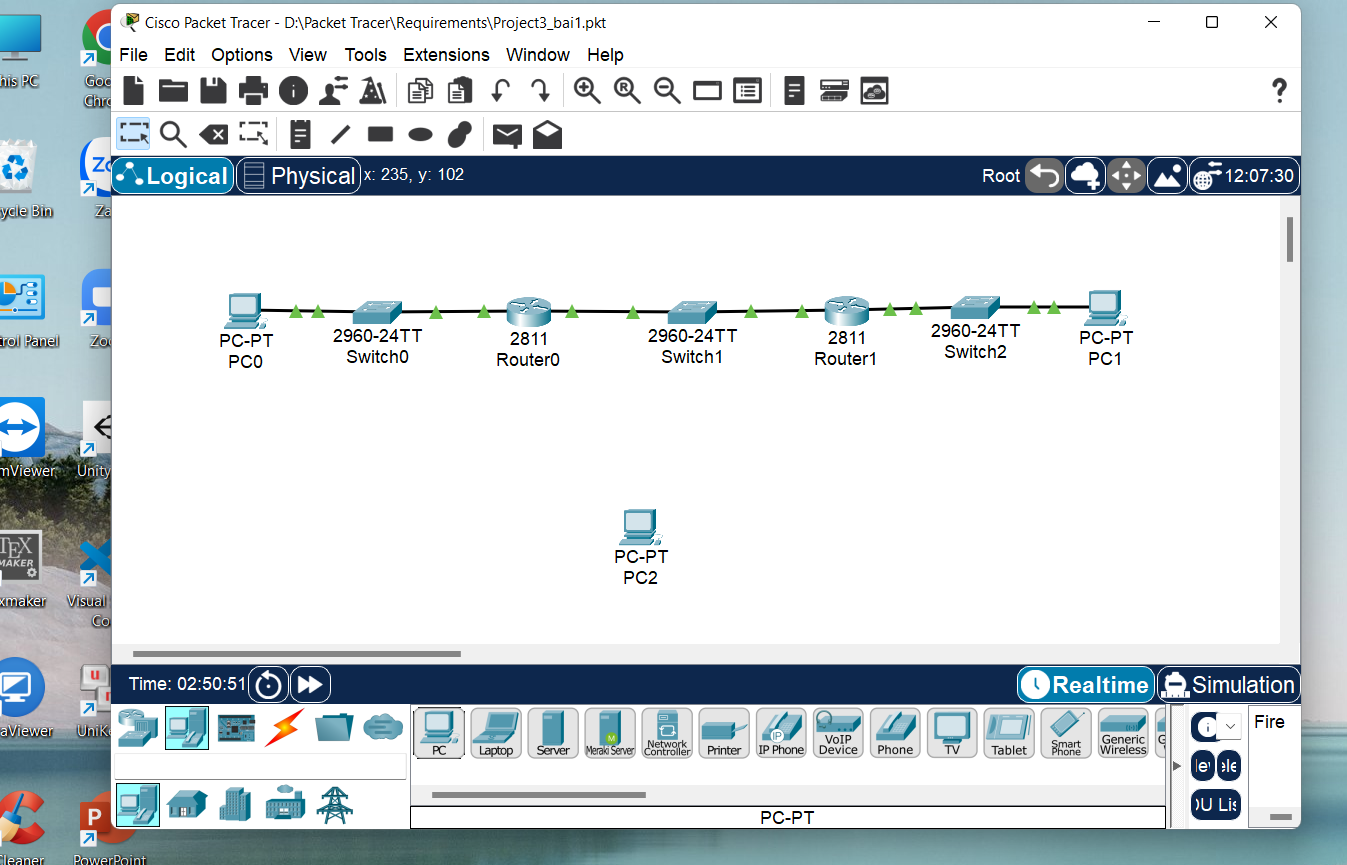 Cisco Packet Tracer - D:\Packet Tracer\Requirements\Project3_bai1.pkt
File Edit Options View Tools Extensions Window Help
Logical
Physical
x: 235, y: 102
Root
12:07:30
PC-PT
PC0
2960-24TT
Switch0
2811
Router0
2960-24TT
Switch1
2811
Router1
2960-24TT
Switch2
PC-PT
PC1
PC-PT
PC2
Time: 02:50:51
Realtime
Simulation
PC
Laptop
Server
Meraki Server
Network
Controller
Printer
IP Phone
VoIP
Device
Phone
TV
Tablet
Smart
Phone
Generic
Wireless
PC-PT
Fire
his PC
Goo
Chro
ycle Bin
Za
trol Panel
Zoo
mViewer
Unity
TEX
MAKER
xmaker
Visual
Co
aViewer
UniKe
Cleaner
PowerPoint